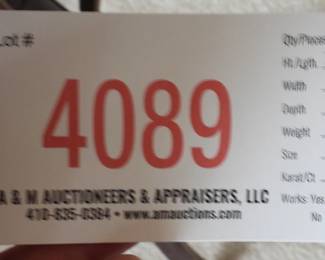 Lot #
4089
A & M AUCTIONEERS & APPRAISERS, LLC
410-835-0384 • www.amauctions.com
Qty/Pieces
Ht./Lgth.
Width
Depth
Weight
Size
Karat/Ct
Works: Yes
No